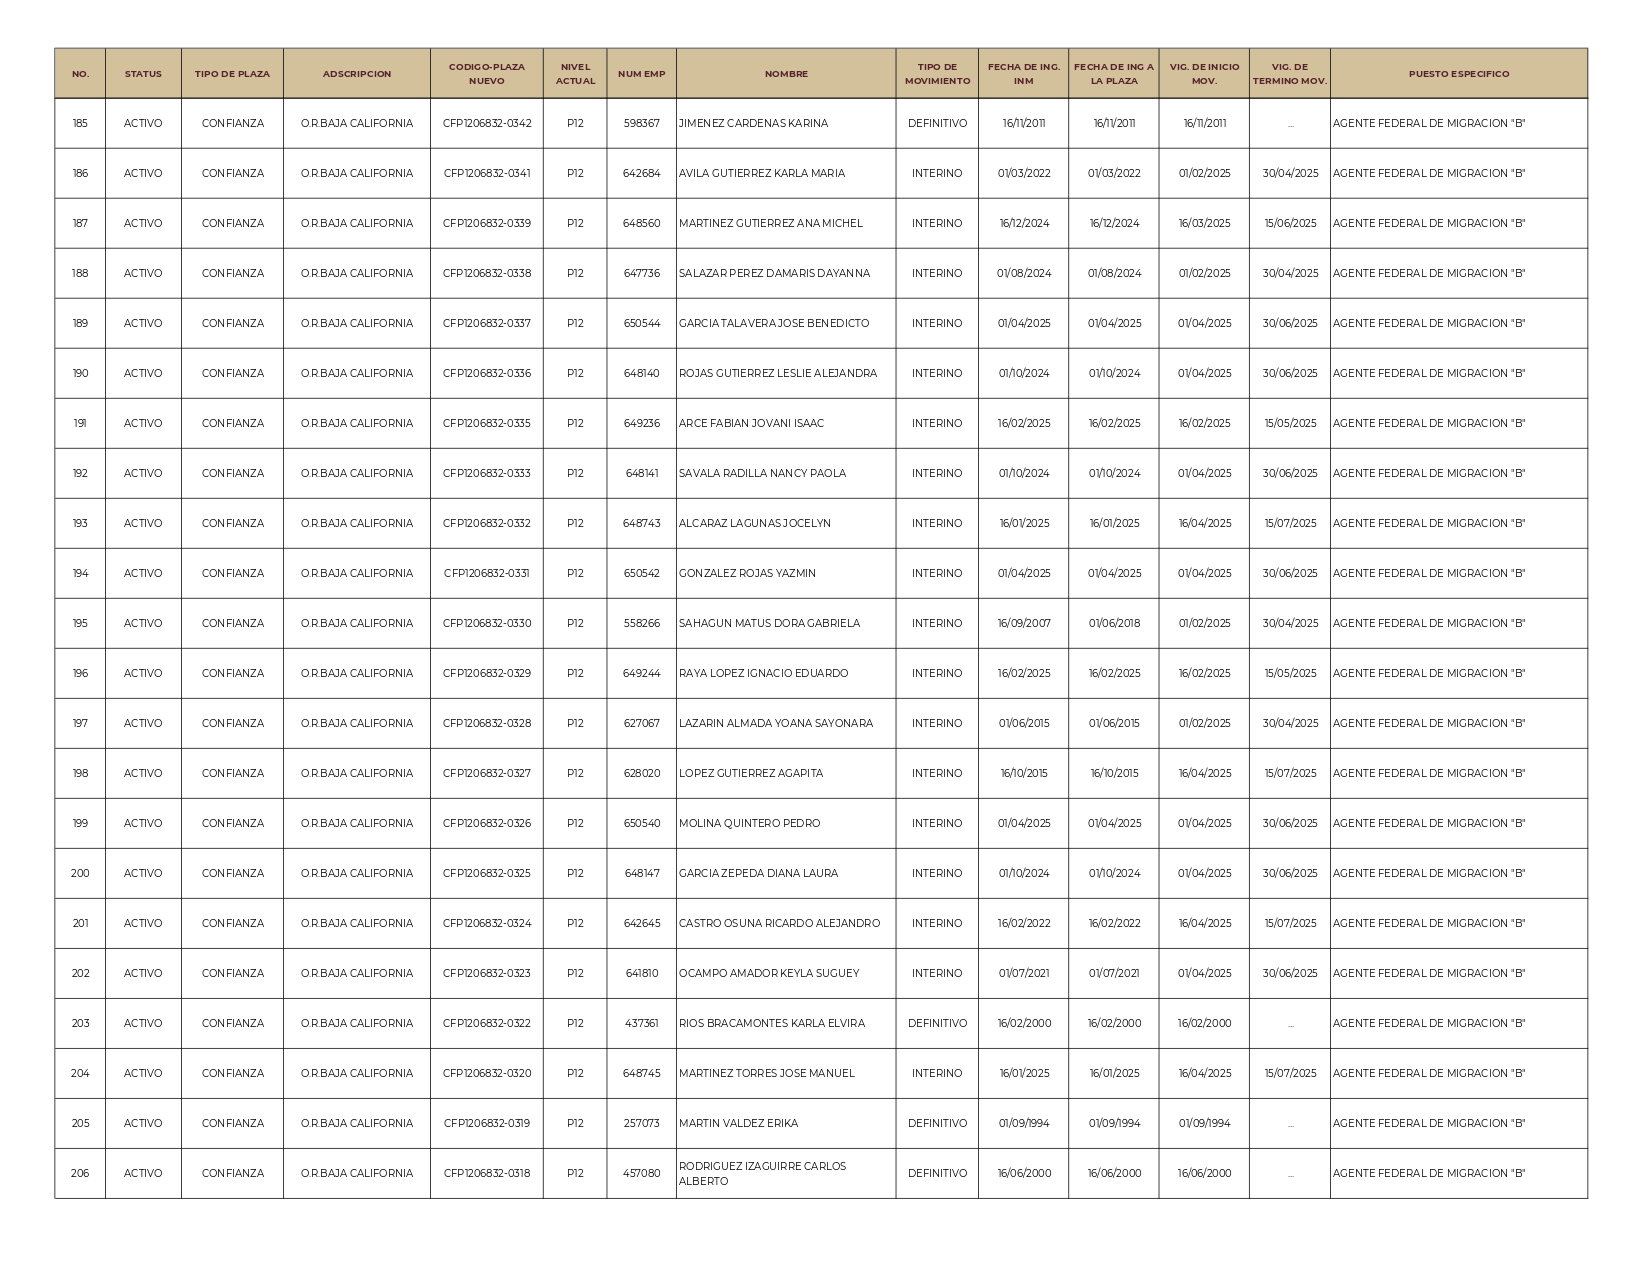 NO. STATUS TIPO DE PLAZA ADSCRIPCION CODIGO-PLAZA NUEVO NIVEL ACTUAL NUM EMP NOMBRE TIPO DE MOVIMIENTO FECHA DE ING. INM FECHA DE ING A LA PLAZA VIG. DE INICIO MOV. VIG. DE TERMINO MOV. PUESTO ESPECIFICO
185 ACTIVO CONFIANZA O.R.BAJA CALIFORNIA CFP1206832-0342 P12 598367 JIMENEZ CARDENAS KARINA DEFINITIVO 16/11/2011 16/11/2011 16/11/2011 ... AGENTE FEDERAL DE MIGRACION "B"
186 ACTIVO CONFIANZA O.R.BAJA CALIFORNIA CFP1206832-0341 P12 642684 AVILA GUTIERREZ KARLA MARIA INTERINO 01/03/2022 01/03/2022 01/02/2025 30/04/2025 AGENTE FEDERAL DE MIGRACION "B"
187 ACTIVO CONFIANZA O.R.BAJA CALIFORNIA CFP1206832-0339 P12 648560 MARTINEZ GUTIERREZ ANA MICHEL INTERINO 16/12/2024 16/12/2024 16/03/2025 15/06/2025 AGENTE FEDERAL DE MIGRACION "B"
188 ACTIVO CONFIANZA O.R.BAJA CALIFORNIA CFP1206832-0338 P12 647736 SALAZAR PEREZ DAMARIS DAYANNA INTERINO 01/08/2024 01/08/2024 01/02/2025 30/04/2025 AGENTE FEDERAL DE MIGRACION "B"
189 ACTIVO CONFIANZA O.R.BAJA CALIFORNIA CFP1206832-0337 P12 650544 GARCIA TALAVERA JOSE BENEDICTO INTERINO 01/04/2025 01/04/2025 01/04/2025 30/06/2025 AGENTE FEDERAL DE MIGRACION "B"
190 ACTIVO CONFIANZA O.R.BAJA CALIFORNIA CFP1206832-0336 P12 648140 ROJAS GUTIERREZ LESLIE ALEJANDRA INTERINO 01/10/2024 01/10/2024 01/04/2025 30/06/2025 AGENTE FEDERAL DE MIGRACION "B"
191 ACTIVO CONFIANZA O.R.BAJA CALIFORNIA CFP1206832-0335 P12 649236 ARCE FABIAN JOVANI ISAAC INTERINO 16/02/2025 16/02/2025 16/02/2025 15/05/2025 AGENTE FEDERAL DE MIGRACION "B"
192 ACTIVO CONFIANZA O.R.BAJA CALIFORNIA CFP1206832-0333 P12 648141 SAVALA RADILLA NANCY PAOLA INTERINO 01/10/2024 01/10/2024 01/04/2025 30/06/2025 AGENTE FEDERAL DE MIGRACION "B"
193 ACTIVO CONFIANZA O.R.BAJA CALIFORNIA CFP1206832-0332 P12 648743 ALCARAZ LAGUNAS JOCELYN INTERINO 16/01/2025 16/01/2025 16/04/2025 15/07/2025 AGENTE FEDERAL DE MIGRACION "B"
194 ACTIVO CONFIANZA O.R.BAJA CALIFORNIA CFP1206832-0331 P12 650542 GONZALEZ ROJAS YAZMIN INTERINO 01/04/2025 01/04/2025 01/04/2025 30/06/2025 AGENTE FEDERAL DE MIGRACION "B"
195 ACTIVO CONFIANZA O.R.BAJA CALIFORNIA CFP1206832-0330 P12 558266 SAHAGUN MATUS DORA GABRIELA INTERINO 16/09/2007 01/06/2018 01/02/2025 30/04/2025 AGENTE FEDERAL DE MIGRACION "B"
196 ACTIVO CONFIANZA O.R.BAJA CALIFORNIA CFP1206832-0329 P12 649244 RAYA LOPEZ IGNACIO EDUARDO INTERINO 16/02/2025 16/02/2025 16/02/2025 15/05/2025 AGENTE FEDERAL DE MIGRACION "B"
197 ACTIVO CONFIANZA O.R.BAJA CALIFORNIA CFP1206832-0328 P12 627067 LAZARIN ALMADA YOANA SAYONARA INTERINO 01/06/2015 01/06/2015 01/02/2025 30/04/2025 AGENTE FEDERAL DE MIGRACION "B"
198 ACTIVO CONFIANZA O.R.BAJA CALIFORNIA CFP1206832-0327 P12 628020 LOPEZ GUTIERREZ AGAPITA INTERINO 16/10/2015 16/10/2015 16/04/2025 15/07/2025 AGENTE FEDERAL DE MIGRACION "B"
199 ACTIVO CONFIANZA O.R.BAJA CALIFORNIA CFP1206832-0326 P12 650540 MOLINA QUINTERO PEDRO INTERINO 01/04/2025 01/04/2025 01/04/2025 30/06/2025 AGENTE FEDERAL DE MIGRACION "B"
200 ACTIVO CONFIANZA O.R.BAJA CALIFORNIA CFP1206832-0325 P12 648147 GARCIA ZEPEDA DIANA LAURA INTERINO 01/10/2024 01/10/2024 01/04/2025 30/06/2025 AGENTE FEDERAL DE MIGRACION "B"
201 ACTIVO CONFIANZA O.R.BAJA CALIFORNIA CFP1206832-0324 P12 642645 CASTRO OSUNA RICARDO ALEJANDRO INTERINO 16/02/2022 16/02/2022 16/04/2025 15/07/2025 AGENTE FEDERAL DE MIGRACION "B"
202 ACTIVO CONFIANZA O.R.BAJA CALIFORNIA CFP1206832-0323 P12 641810 OCAMPO AMADOR KEYLA SUGUEY INTERINO 01/07/2021 01/07/2021 01/04/2025 30/06/2025 AGENTE FEDERAL DE MIGRACION "B"
203 ACTIVO CONFIANZA O.R.BAJA CALIFORNIA CFP1206832-0322 P12 437361 RIOS BRACAMONTES KARLA ELVIRA DEFINITIVO 16/02/2000 16/02/2000 16/02/2000 ... AGENTE FEDERAL DE MIGRACION "B"
204 ACTIVO CONFIANZA O.R.BAJA CALIFORNIA CFP1206832-0320 P12 648745 MARTINEZ TORRES JOSE MANUEL INTERINO 16/01/2025 16/01/2025 16/04/2025 15/07/2025 AGENTE FEDERAL DE MIGRACION "B"
205 ACTIVO CONFIANZA O.R.BAJA CALIFORNIA CFP1206832-0319 P12 257073 MARTIN VALDEZ ERIKA DEFINITIVO 01/09/1994 01/09/1994 01/09/1994 ... AGENTE FEDERAL DE MIGRACION "B"
206 ACTIVO CONFIANZA O.R.BAJA CALIFORNIA CFP1206832-0318 P12 457080 RODRIGUEZ IZAGUIRRE CARLOS ALBERTO DEFINITIVO 16/06/2000 16/06/2000 16/06/2000 ... AGENTE FEDERAL DE MIGRACION "B"